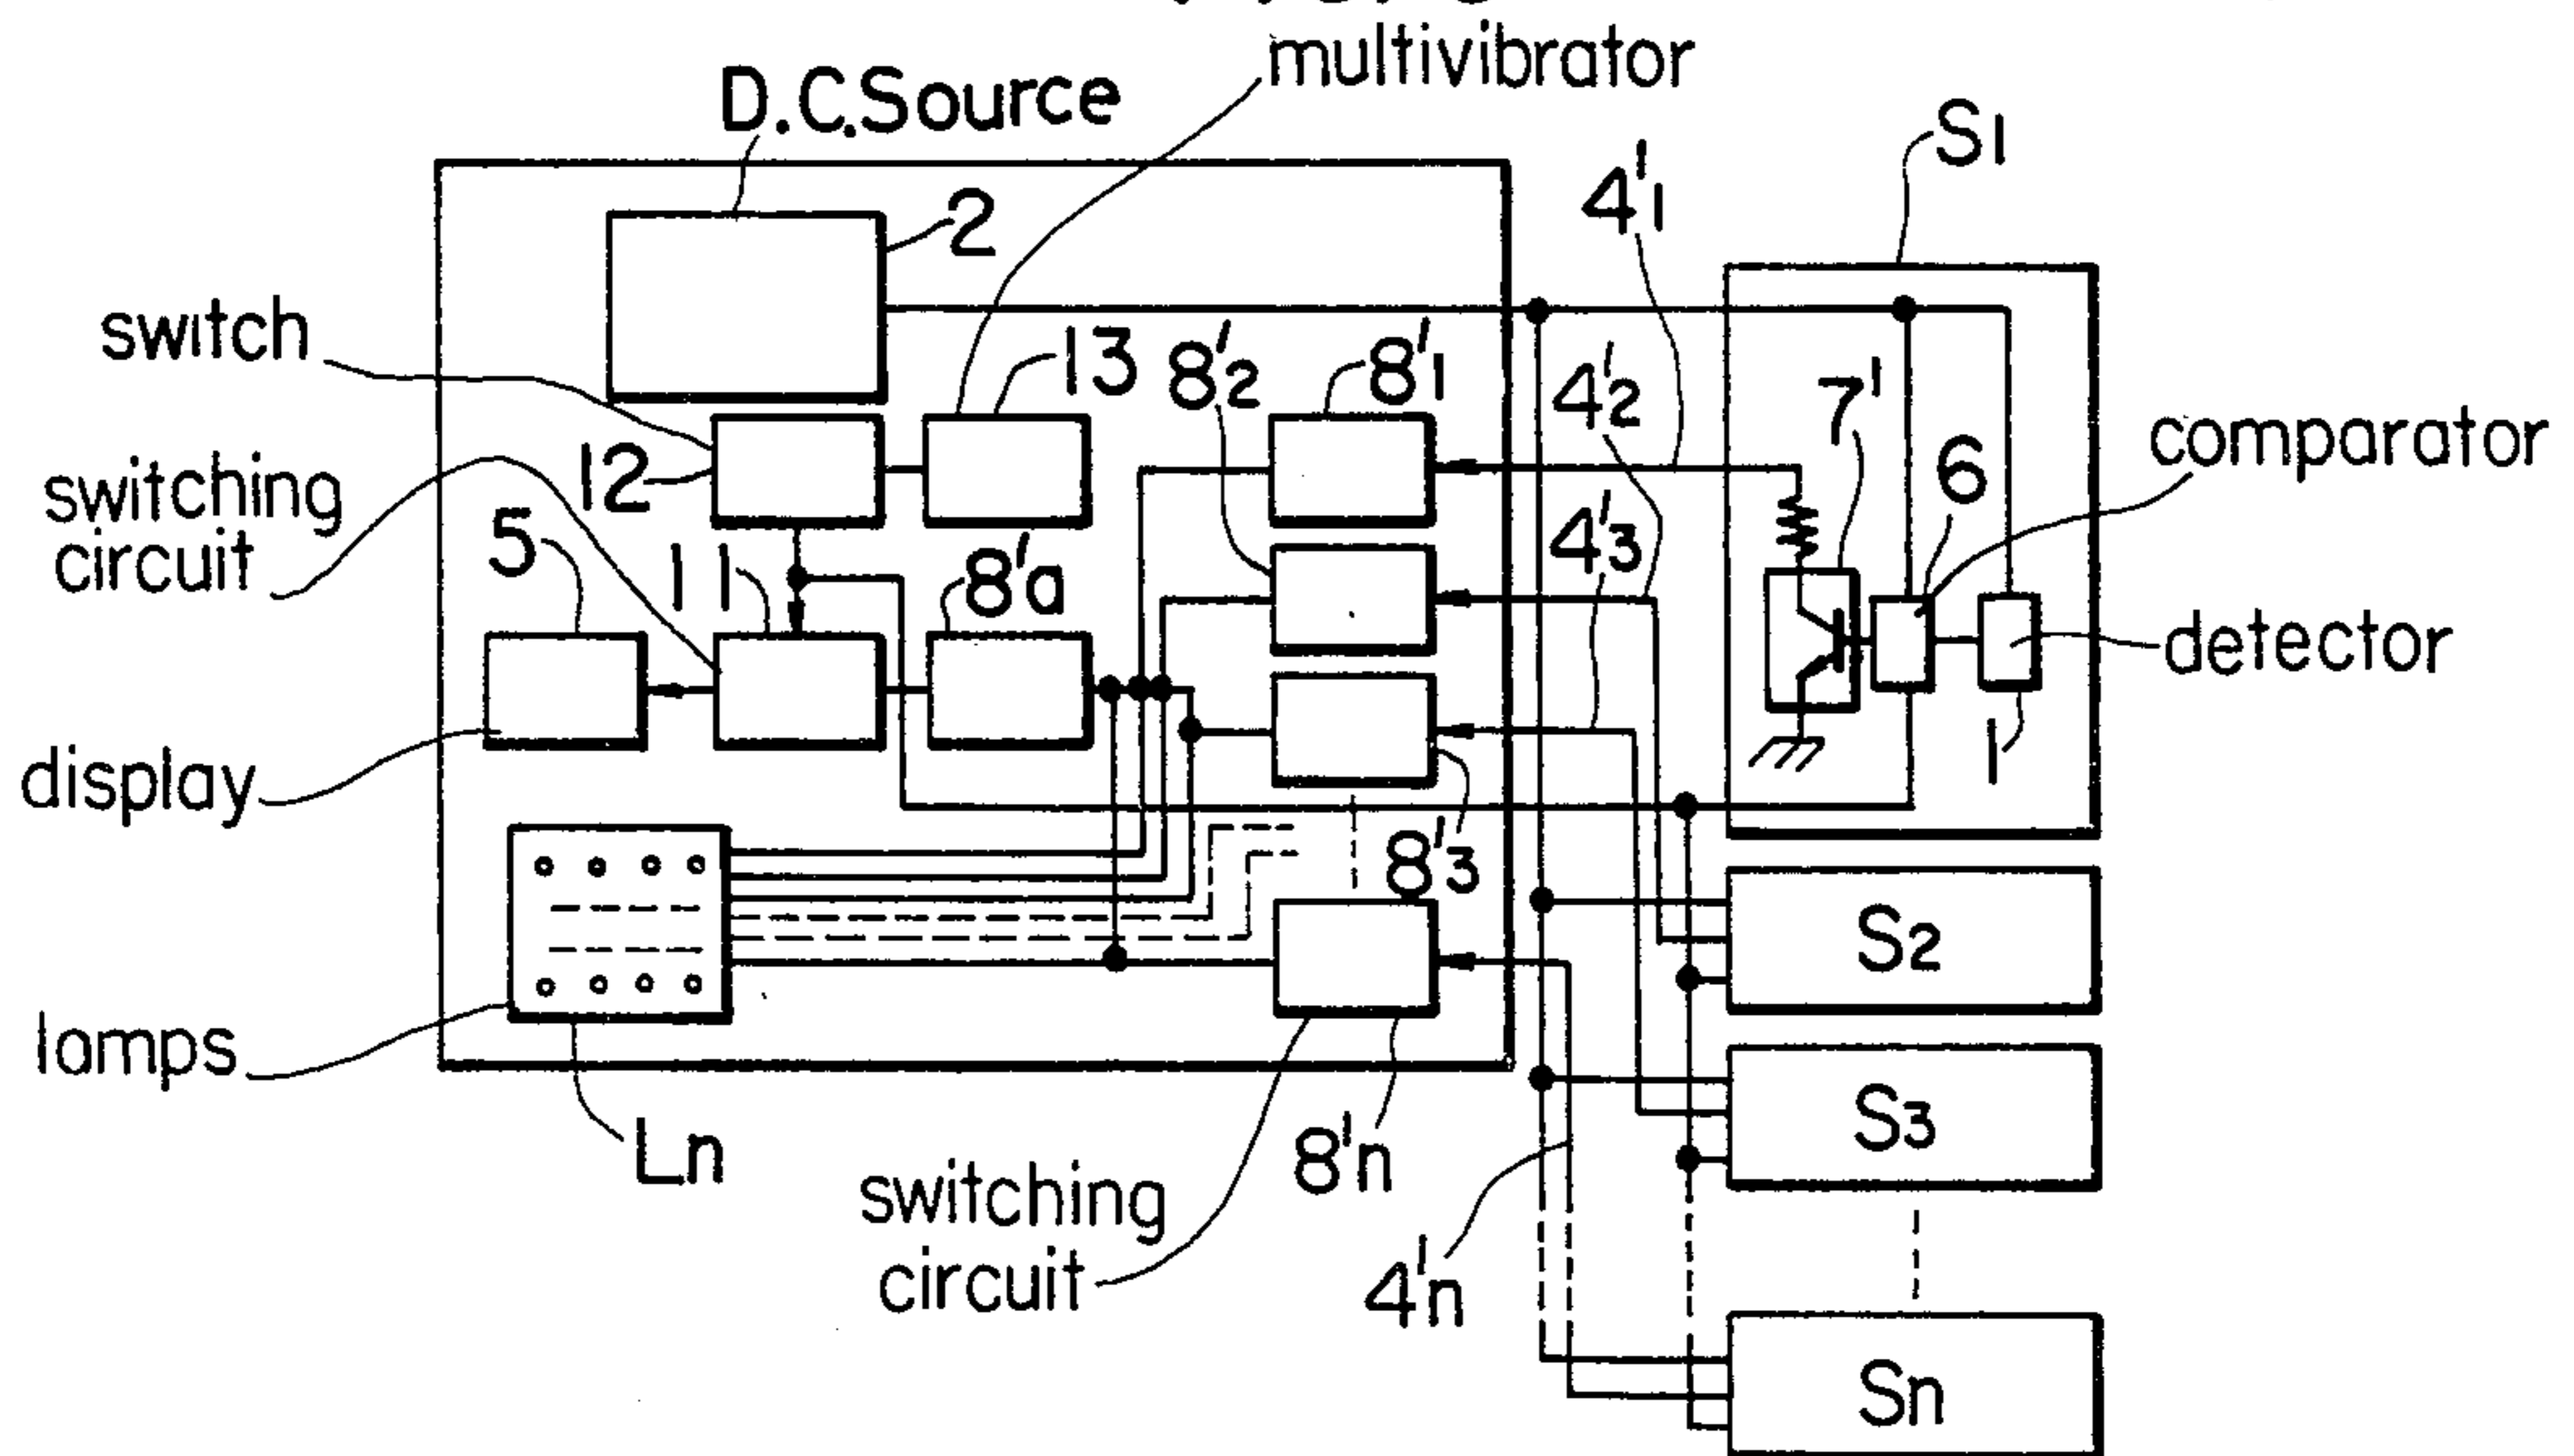 multivibrator
D.C.Source
S1
2
4'1
switch
13
8'2
8'1
4'2
7'
comparator
6
switching
circuit
12
5
11
8'a
4'3
detector
1
display
8'3
S2
lamps
S3
Ln
8'n
switching
circuit
4'n
Sn